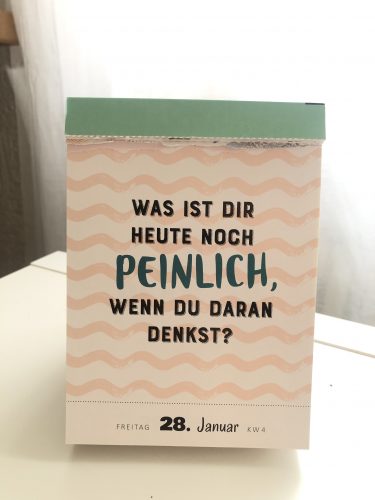 WAS IST DIR
HEUTE NOCH
PEINLICH,
WENN DU DARAN
DENKST?
FREITAG 28. Januar KW 4